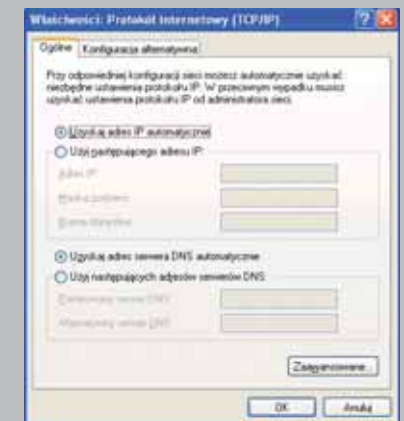 Właściwości: Protokół internetowy (TCP/IP)
Ogólne Konfiguracja alternatywna
Przy odpowiedniej konfiguracji sieci możesz automatycznie uzyskać
niezbędne ustawienia protokołu IP. W przeciwnym wypadku musisz
uzyskać ustawienia protokołu IP od administratora sieci.
Uzyskaj adres IP automatycznie
Użyj następującego adresu IP:
Adres IP:
Maska podsieci:
Brama domyślna:
Uzyskaj adres serwera DNS automatycznie
Użyj następujących adresów serwerów DNS:
Preferowany serwer DNS:
Alternatywny serwer DNS:
Zaawansowane...
OK Anuluj